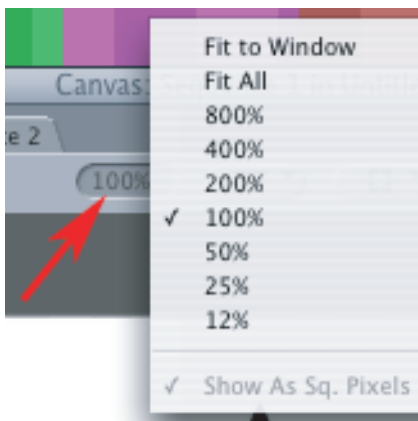 Fit to Window
Canvas:
Fit All
800%
e 2
400%
100%
200%
✓ 100%
50%
25%
12%
✓ Show As Sq. Pixels